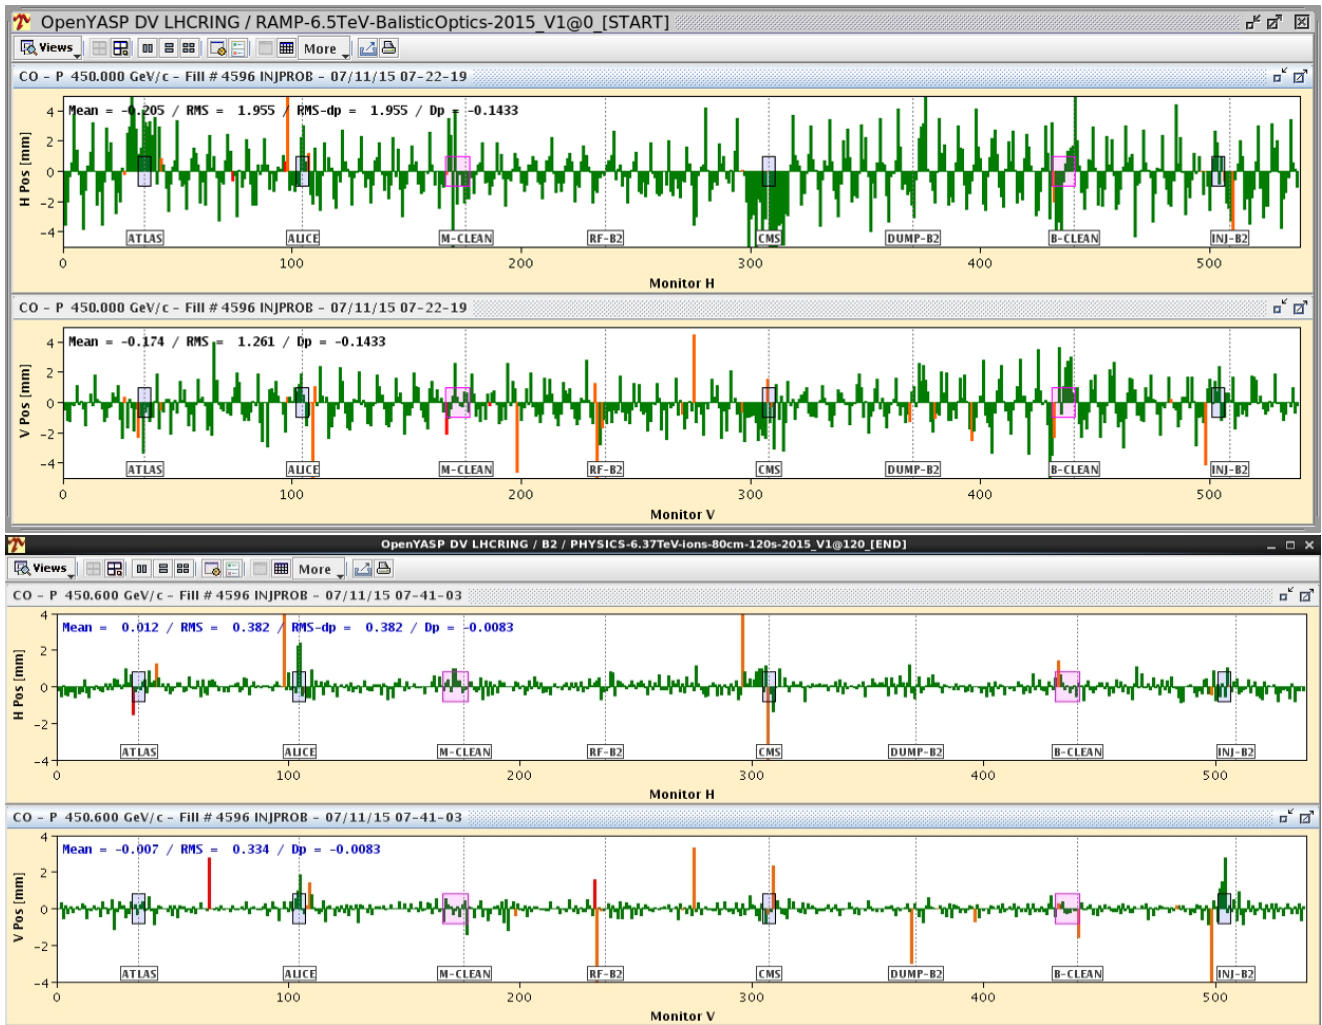 OpenYASP DV LHCRING / RAMP-6.5TeV-BalisticOptics-2015_V1@0_[START]
Views More
CO - P 450.000 GeV/c - Fill # 4596 INJPROB - 07/11/15 07-22-19
Mean = -0.205 / RMS = 1.955 / RMS-dp = 1.955 / Dp = -0.1433
H Pos [mm]
4
2
0
-2
-4
ATLAS ALICE M-CLEAN RF-B2 CMS DUMP-B2 B-CLEAN INJ-B2
0 100 200 300 400 500
Monitor H
CO - P 450.000 GeV/c - Fill # 4596 INJPROB - 07/11/15 07-22-19
Mean = -0.174 / RMS = 1.261 / Dp = -0.1433
V Pos [mm]
4
2
0
-2
-4
ATLAS ALICE M-CLEAN RF-B2 CMS DUMP-B2 B-CLEAN INJ-B2
0 100 200 300 400 500
Monitor V
OpenYASP DV LHCRING / B2 / PHYSICS-6.37TeV-ions-80cm-120s-2015_V1@120_[END]
Views More
CO - P 450.600 GeV/c - Fill # 4596 INJPROB - 07/11/15 07-41-03
Mean = 0.012 / RMS = 0.382 / RMS-dp = 0.382 / Dp = -0.0083
H Pos [mm]
4
2
0
-2
-4
ATLAS ALICE M-CLEAN RF-B2 CMS DUMP-B2 B-CLEAN INJ-B2
0 100 200 300 400 500
Monitor H
CO - P 450.600 GeV/c - Fill # 4596 INJPROB - 07/11/15 07-41-03
Mean = -0.007 / RMS = 0.334 / Dp = -0.0083
V Pos [mm]
4
2
0
-2
-4
ATLAS ALICE M-CLEAN RF-B2 CMS DUMP-B2 B-CLEAN INJ-B2
0 100 200 300 400 500
Monitor V